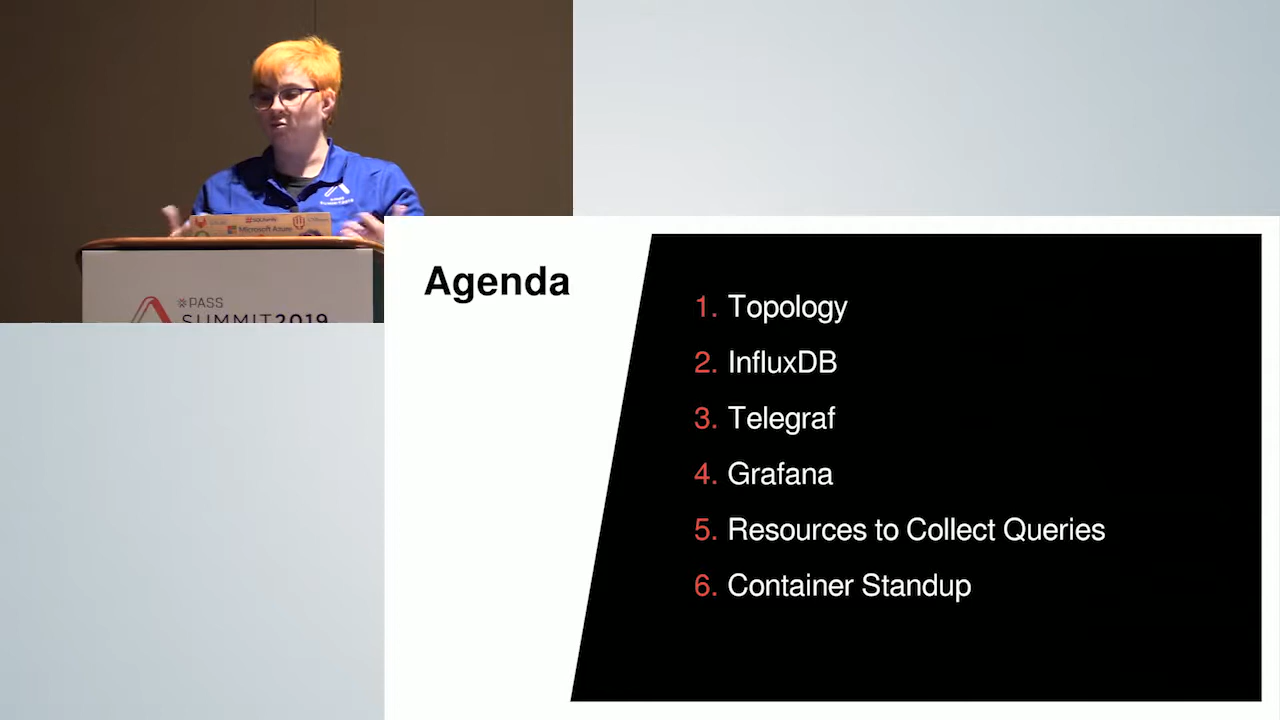 Microsoft Azure
PASS
SUMMIT 2019
Agenda
1. Topology
2. InfluxDB
3. Telegraf
4. Grafana
5. Resources to Collect Queries
6. Container Standup